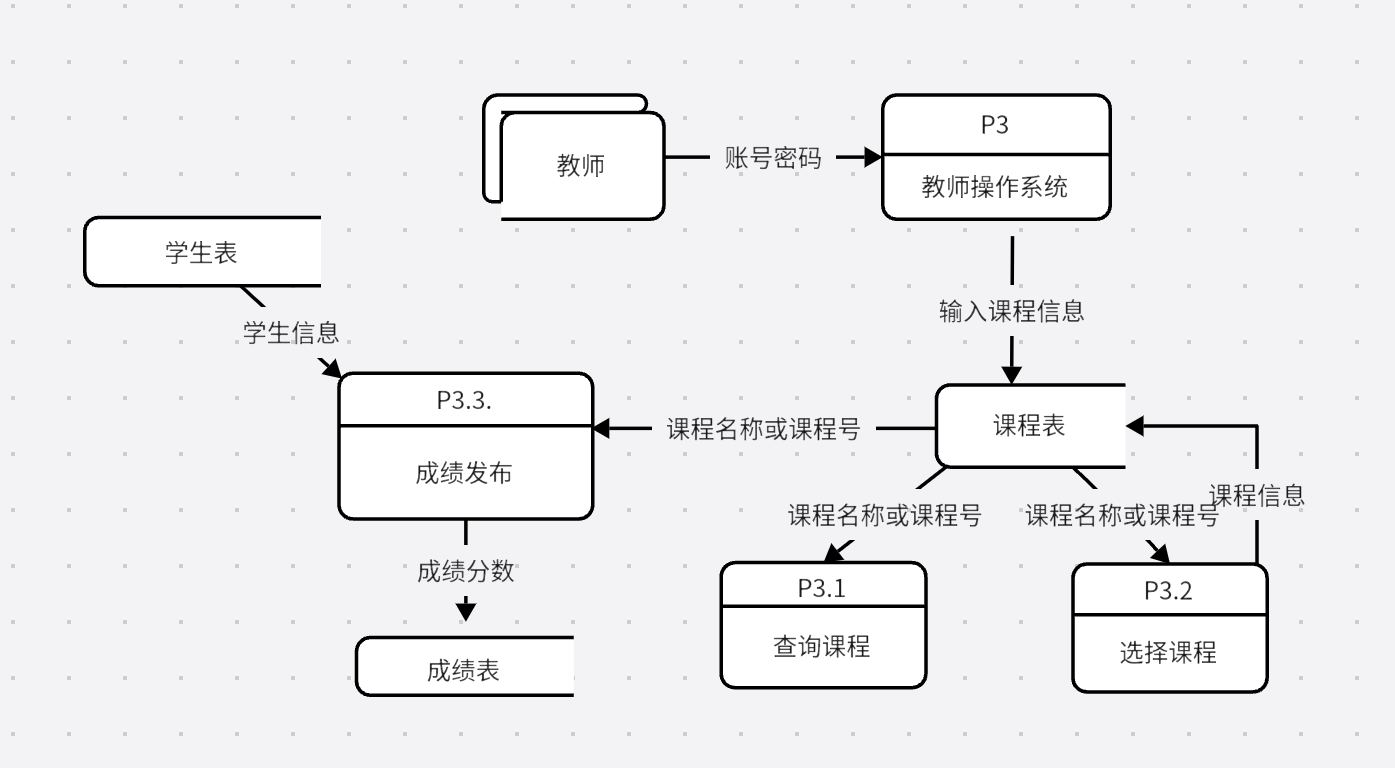 P3
教师
账号密码
教师操作系统
学生表
输入课程信息
学生信息
P3.3.
课程名称或课程号
课程表
成绩发布
课程信息
课程名称或课程号
课程名称或课程号
成绩分数
P3.1
P3.2
查询课程
选择课程
成绩表